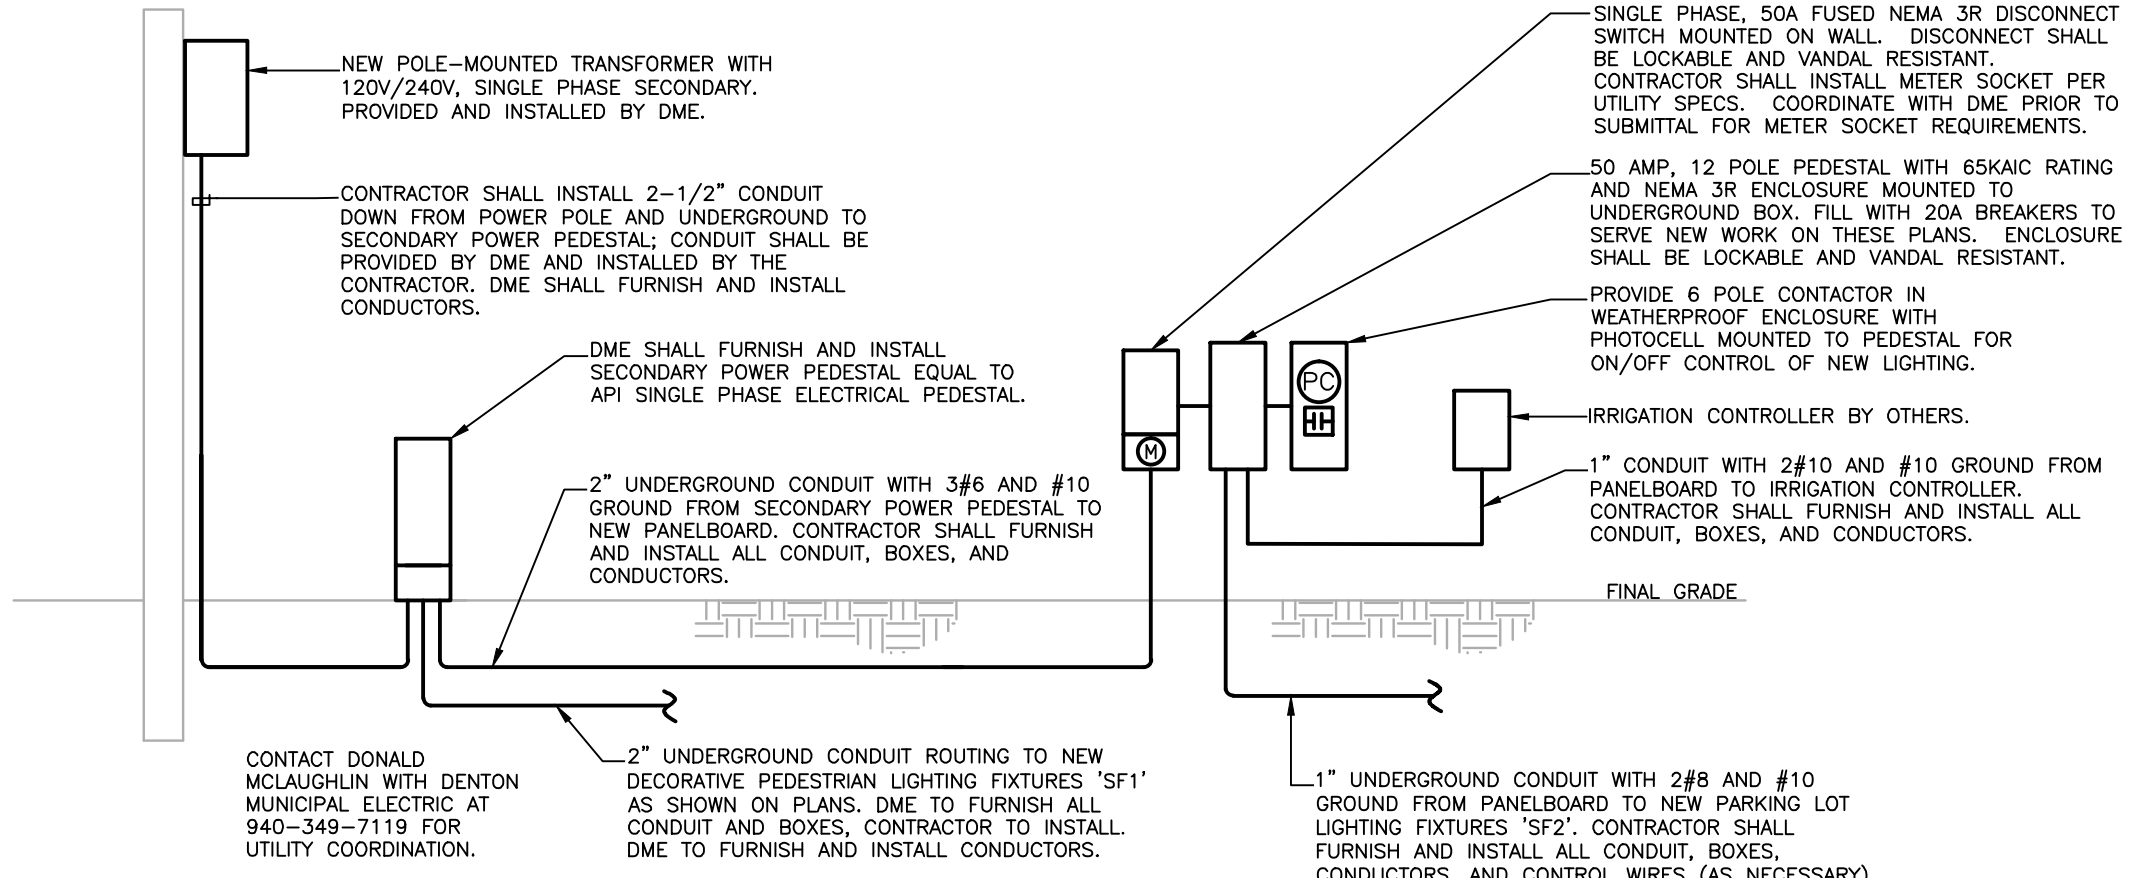 NEW POLE-MOUNTED TRANSFORMER WITH
120V/240V, SINGLE PHASE SECONDARY.
PROVIDED AND INSTALLED BY DME.
CONTRACTOR SHALL INSTALL 2-1/2" CONDUIT
DOWN FROM POWER POLE AND UNDERGROUND TO
SECONDARY POWER PEDESTAL; CONDUIT SHALL BE
PROVIDED BY DME AND INSTALLED BY THE
CONTRACTOR. DME SHALL FURNISH AND INSTALL
CONDUCTORS.
DME SHALL FURNISH AND INSTALL
SECONDARY POWER PEDESTAL EQUAL TO
API SINGLE PHASE ELECTRICAL PEDESTAL.
2" UNDERGROUND CONDUIT WITH 3#6 AND #10
GROUND FROM SECONDARY POWER PEDESTAL TO
NEW PANELBOARD. CONTRACTOR SHALL FURNISH
AND INSTALL ALL CONDUIT, BOXES, AND
CONDUCTORS.
SINGLE PHASE, 50A FUSED NEMA 3R DISCONNECT
SWITCH MOUNTED ON WALL. DISCONNECT SHALL
BE LOCKABLE AND VANDAL RESISTANT.
CONTRACTOR SHALL INSTALL METER SOCKET PER
UTILITY SPECS. COORDINATE WITH DME PRIOR TO
SUBMITTAL FOR METER SOCKET REQUIREMENTS.
50 AMP, 12 POLE PEDESTAL WITH 65KAIC RATING
AND NEMA 3R ENCLOSURE MOUNTED TO
UNDERGROUND BOX. FILL WITH 20A BREAKERS TO
SERVE NEW WORK ON THESE PLANS. ENCLOSURE
SHALL BE LOCKABLE AND VANDAL RESISTANT.
PROVIDE 6 POLE CONTACTOR IN
WEATHERPROOF ENCLOSURE WITH
PHOTOCELL MOUNTED TO PEDESTAL FOR
ON/OFF CONTROL OF NEW LIGHTING.
PC
M
IRRIGATION CONTROLLER BY OTHERS.
1" CONDUIT WITH 2#10 AND #10 GROUND FROM
PANELBOARD TO IRRIGATION CONTROLLER.
CONTRACTOR SHALL FURNISH AND INSTALL ALL
CONDUIT, BOXES, AND CONDUCTORS.
FINAL GRADE
CONTACT DONALD
MCLAUGHLIN WITH DENTON
MUNICIPAL ELECTRIC AT
940-349-7119 FOR
UTILITY COORDINATION.
2" UNDERGROUND CONDUIT ROUTING TO NEW
DECORATIVE PEDESTRIAN LIGHTING FIXTURES 'SF1'
AS SHOWN ON PLANS. DME TO FURNISH ALL
CONDUIT AND BOXES, CONTRACTOR TO INSTALL.
DME TO FURNISH AND INSTALL CONDUCTORS.
1" UNDERGROUND CONDUIT WITH 2#8 AND #10
GROUND FROM PANELBOARD TO NEW PARKING LOT
LIGHTING FIXTURES 'SF2'. CONTRACTOR SHALL
FURNISH AND INSTALL ALL CONDUIT, BOXES,
CONDUCTORS, AND CONTROL WIRES (AS NECESSARY)